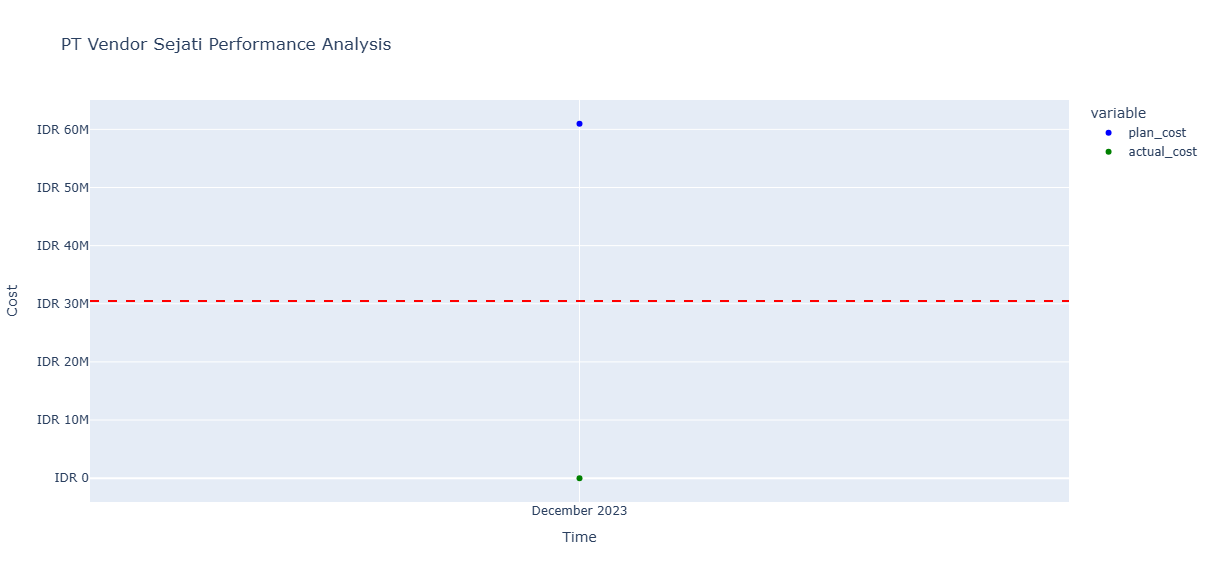 PT Vendor Sejati Performance Analysis
variable
plan_cost
actual_cost
Cost
IDR 60M
IDR 50M
IDR 40M
IDR 30M
IDR 20M
IDR 10M
IDR 0
December 2023
Time